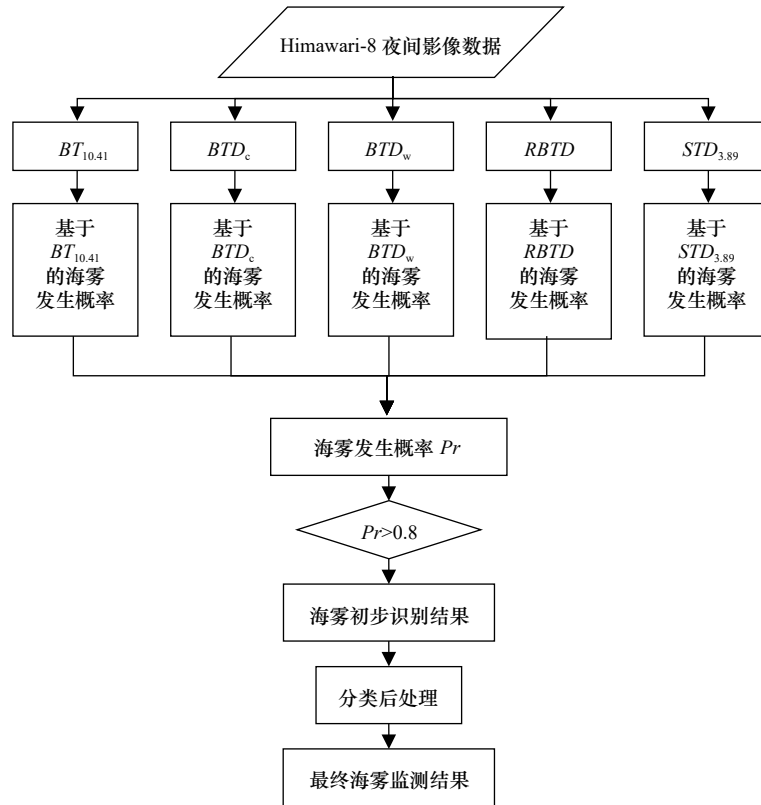 Himawari-8 夜间影像数据
BT10.41
BTDc
BTDw
RBTD
STD3.89
基于
BT10.41
的海雾
发生概率
基于
BTDc
的海雾
发生概率
基于
BTDw
的海雾
发生概率
基于
RBTD
的海雾
发生概率
基于
STD3.89
的海雾
发生概率
海雾发生概率 Pr
Pr>0.8
海雾初步识别结果
分类后处理
最终海雾监测结果